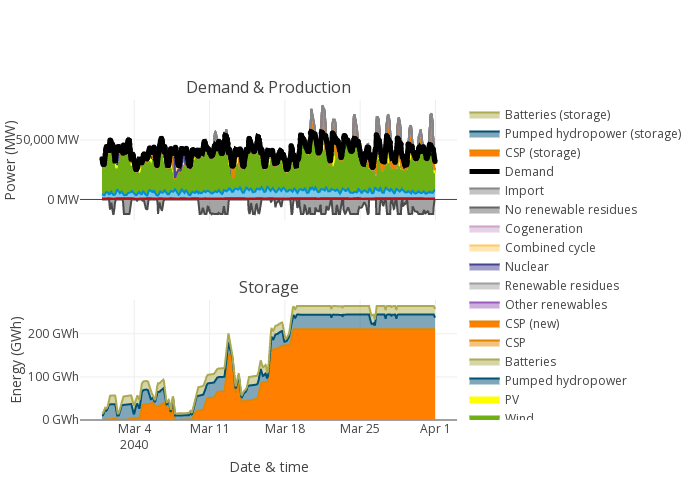 Demand & Production
Power (MW)
50,000 MW
0 MW
Storage
Energy (GWh)
200 GWh
100 GWh
0 GWh
Mar 4
2040
Mar 11
Mar 18
Mar 25
Apr 1
Date & time
Batteries (storage)
Pumped hydropower (storage)
CSP (storage)
Demand
Import
No renewable residues
Cogeneration
Combined cycle
Nuclear
Renewable residues
Other renewables
CSP (new)
CSP
Batteries
Pumped hydropower
PV
Wind